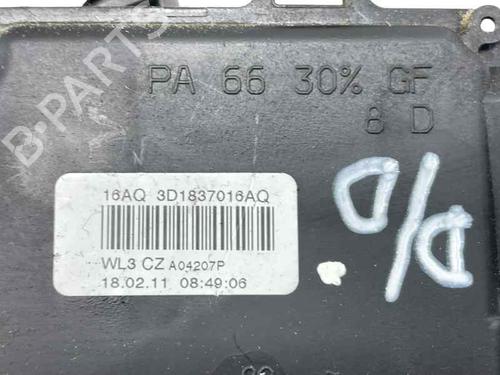 B-PARTS
PA 66 30% GF
8 D
16AQ 3D1837016AQ
WL3 CZ A04207P
18.02.11 08:49:06
D/D